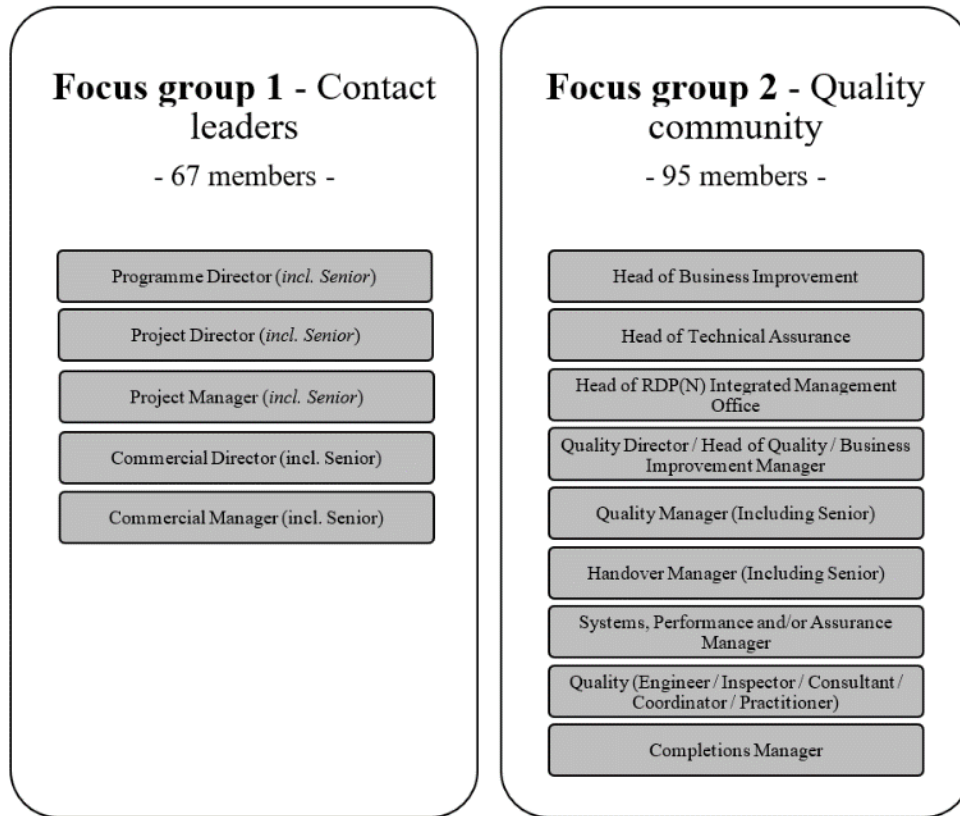 Focus group 1 - Contact
leaders
- 67 members -
Programme Director (incl. Senior)
Project Director (incl. Senior)
Project Manager (incl. Senior)
Commercial Director (incl. Senior)
Commercial Manager (incl. Senior)
Focus group 2 - Quality
community
- 95 members -
Head of Business Improvement
Head of Technical Assurance
Head of RDP(N) Integrated Management
Office
Quality Director / Head of Quality / Business
Improvement Manager
Quality Manager (Including Senior)
Handover Manager (Including Senior)
Systems, Performance and/or Assurance
Manager
Quality (Engineer / Inspector / Consultant /
Coordinator / Practitioner)
Completions Manager